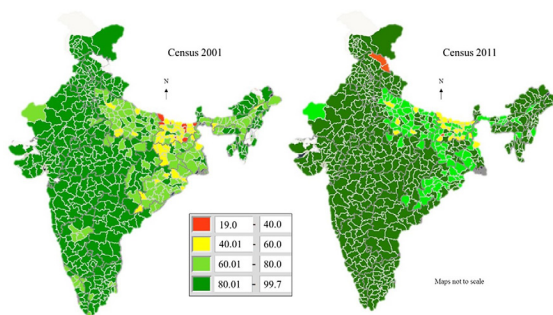 Census 2001
Census 2011
N
N
19.0 - 40.0
40.01 - 60.0
60.01 - 80.0
80.01 - 99.7
Maps not to scale